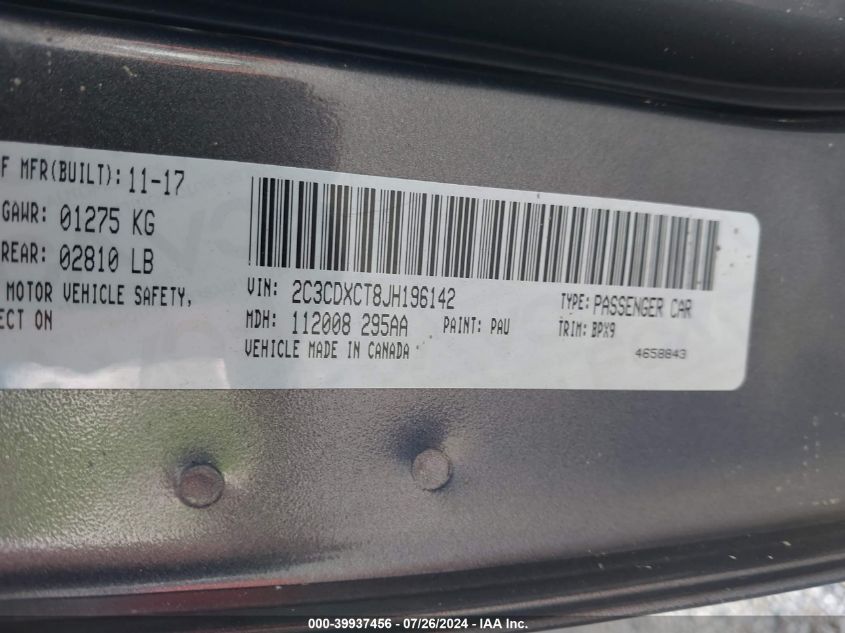 F MFR(BUILT): 11-17
GAWR: 01275 KG
REAR: 02810 LB
MOTOR VEHICLE SAFETY,
ECT ON
VIN: 2C3CDXCT8JH196142
TYPE: PASSENGER CAR
MDH: 112008 295AA PAINT: PAU
TRIM: BPX9
VEHICLE MADE IN CANADA
4658843
000-39937456 - 07/26/2024 - IAA Inc.